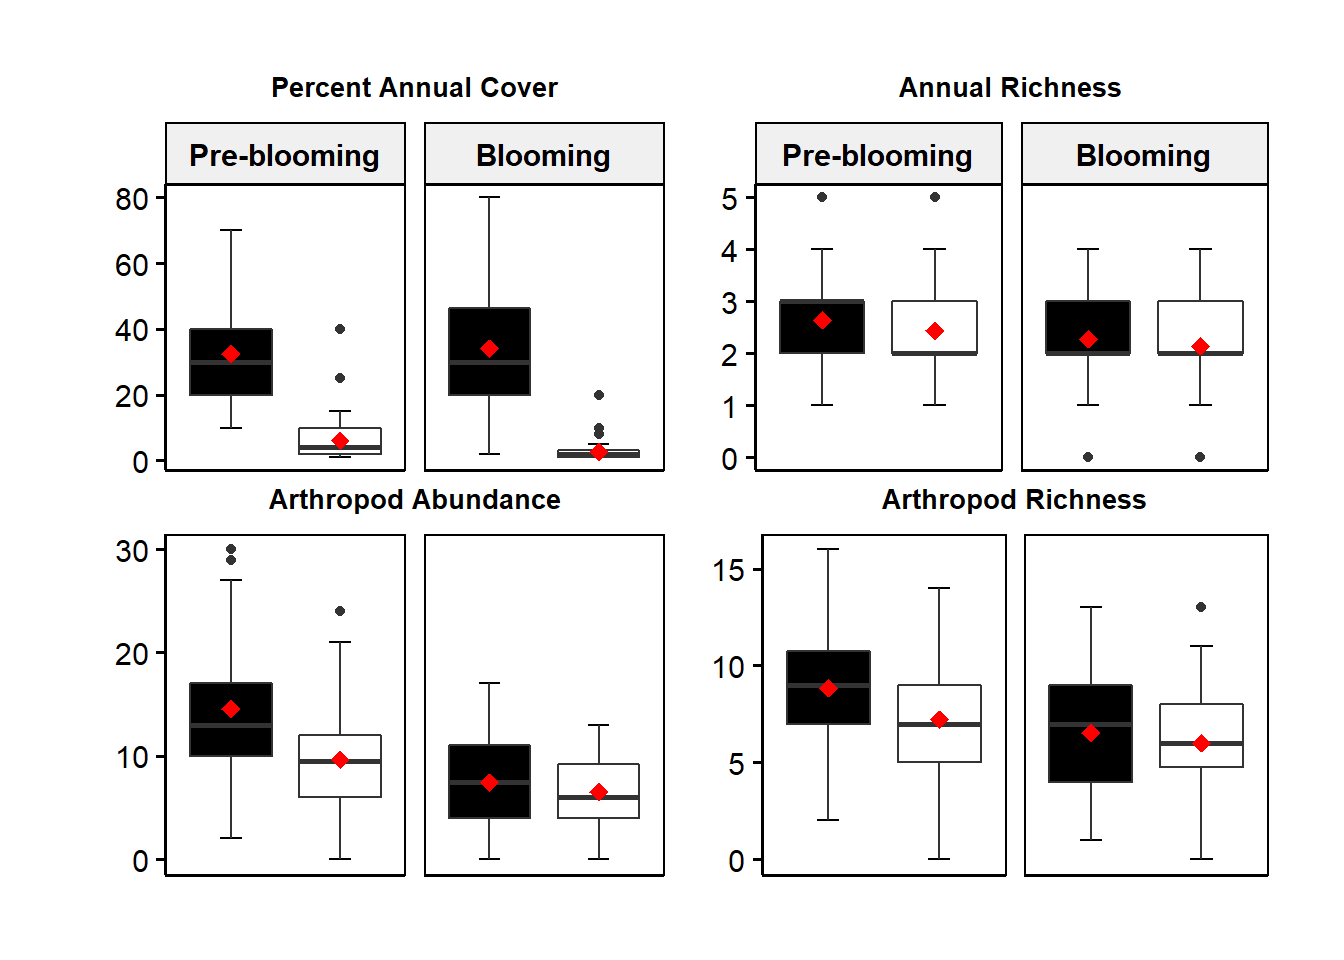 Percent Annual Cover
Annual Richness
Pre-blooming
Blooming
Pre-blooming
Blooming
80
60
40
20
0
5
4
3
2
1
0
Arthropod Abundance
Arthropod Richness
30
20
10
0
15
10
5
0